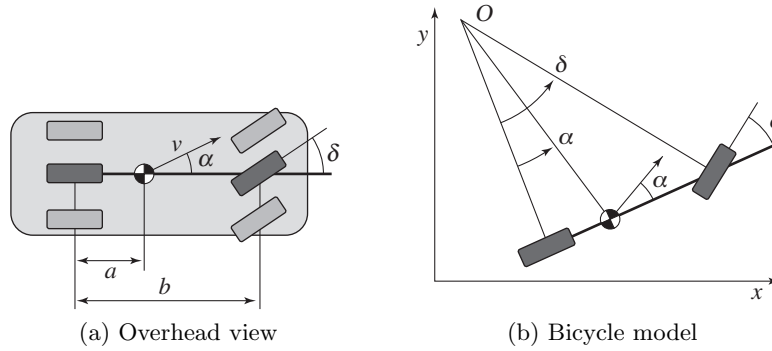 v
α
δ
a
b
(a) Overhead view
y
O
δ
α
α
x
(b) Bicycle model